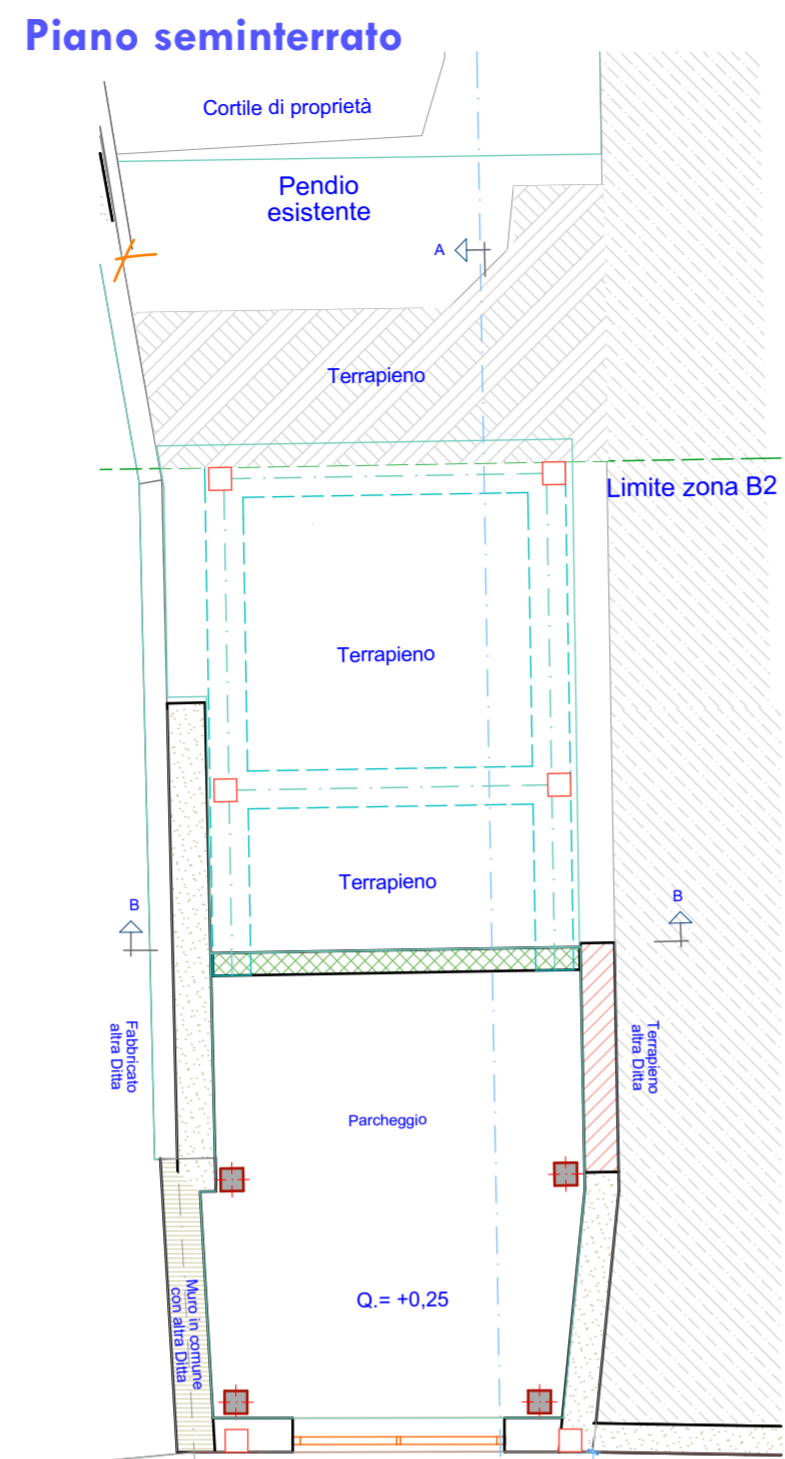 Piano seminterrato
Cortile di proprietà
Pendio
esistente
A
Terrapieno
Limite zona B2
Terrapieno
Terrapieno
B
B
Fabbricato
altra Ditta
Terrapieno
altra Ditta
Parcheggio
Muro in comune
con altra Ditta
Q.= +0,25